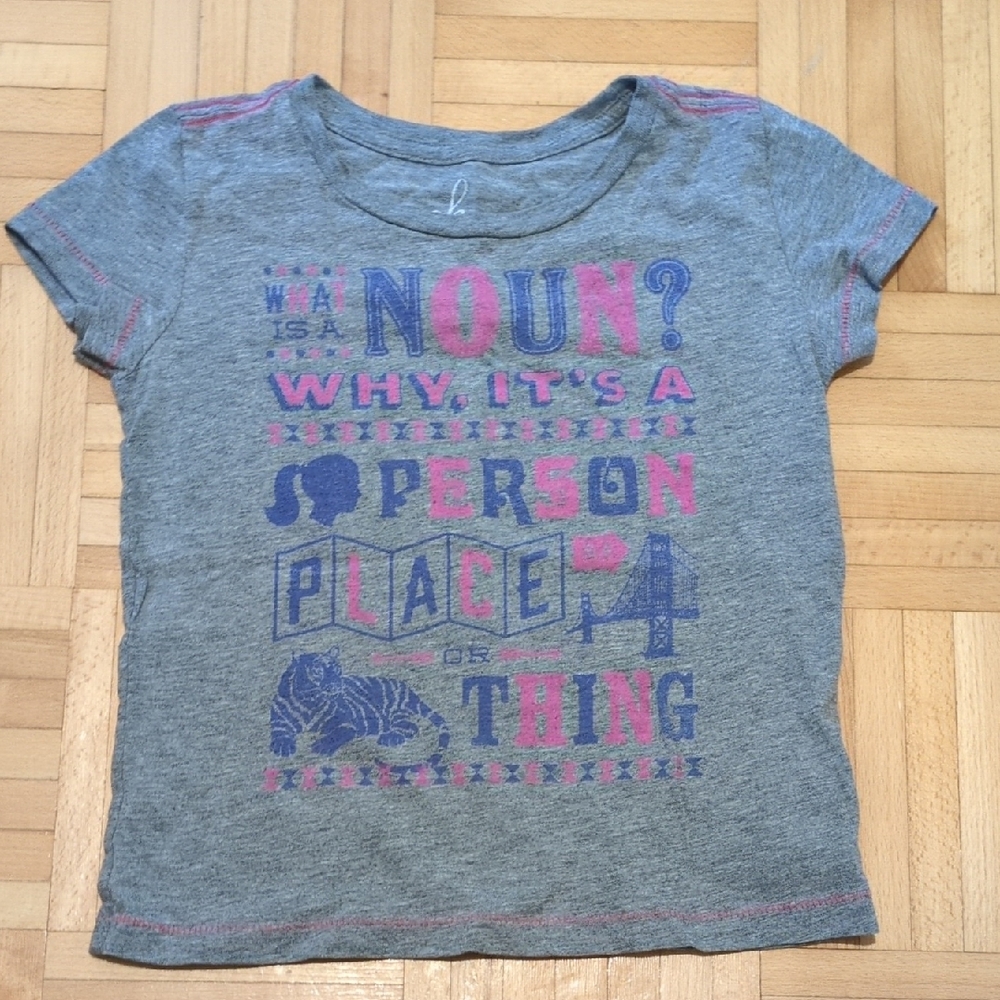 WHAT
IS A
NOUN?
WHY, IT'S A
PERSON
PLACE
OR
THING